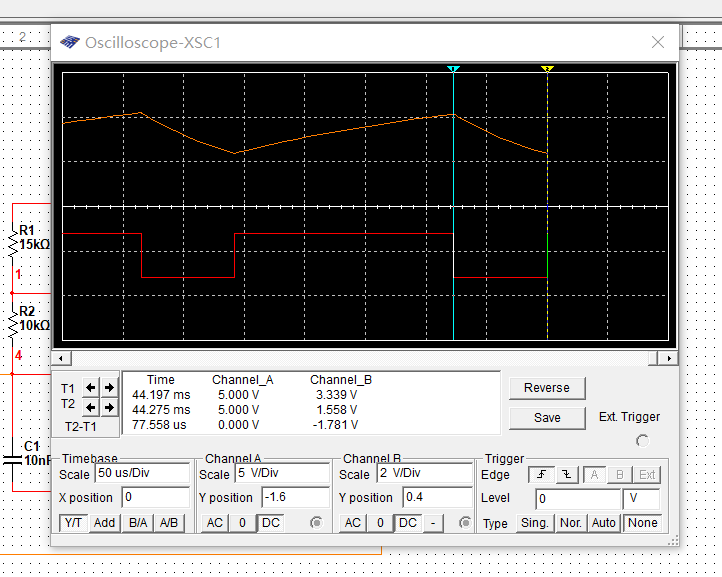 2
Oscilloscope-XSC1
1
2
R1
15kΩ
1
R2
10kΩ
4
C1
10nF
Time Channel_A Channel_B
T1 44.197 ms 5.000 V 3.339 V
T2 44.275 ms 5.000 V 1.558 V
T2-T1 77.558 us 0.000 V -1.781 V
Reverse
Save
Ext. Trigger
Timebase
Scale 50 us/Div
X position 0
Y/T Add B/A A/B
Channel A
Scale 5 V/Div
Y position -1.6
AC 0 DC
Channel B
Scale 2 V/Div
Y position 0.4
AC 0 DC -
Trigger
Edge A B Ext
Level 0 V
Type Sing. Nor. Auto None